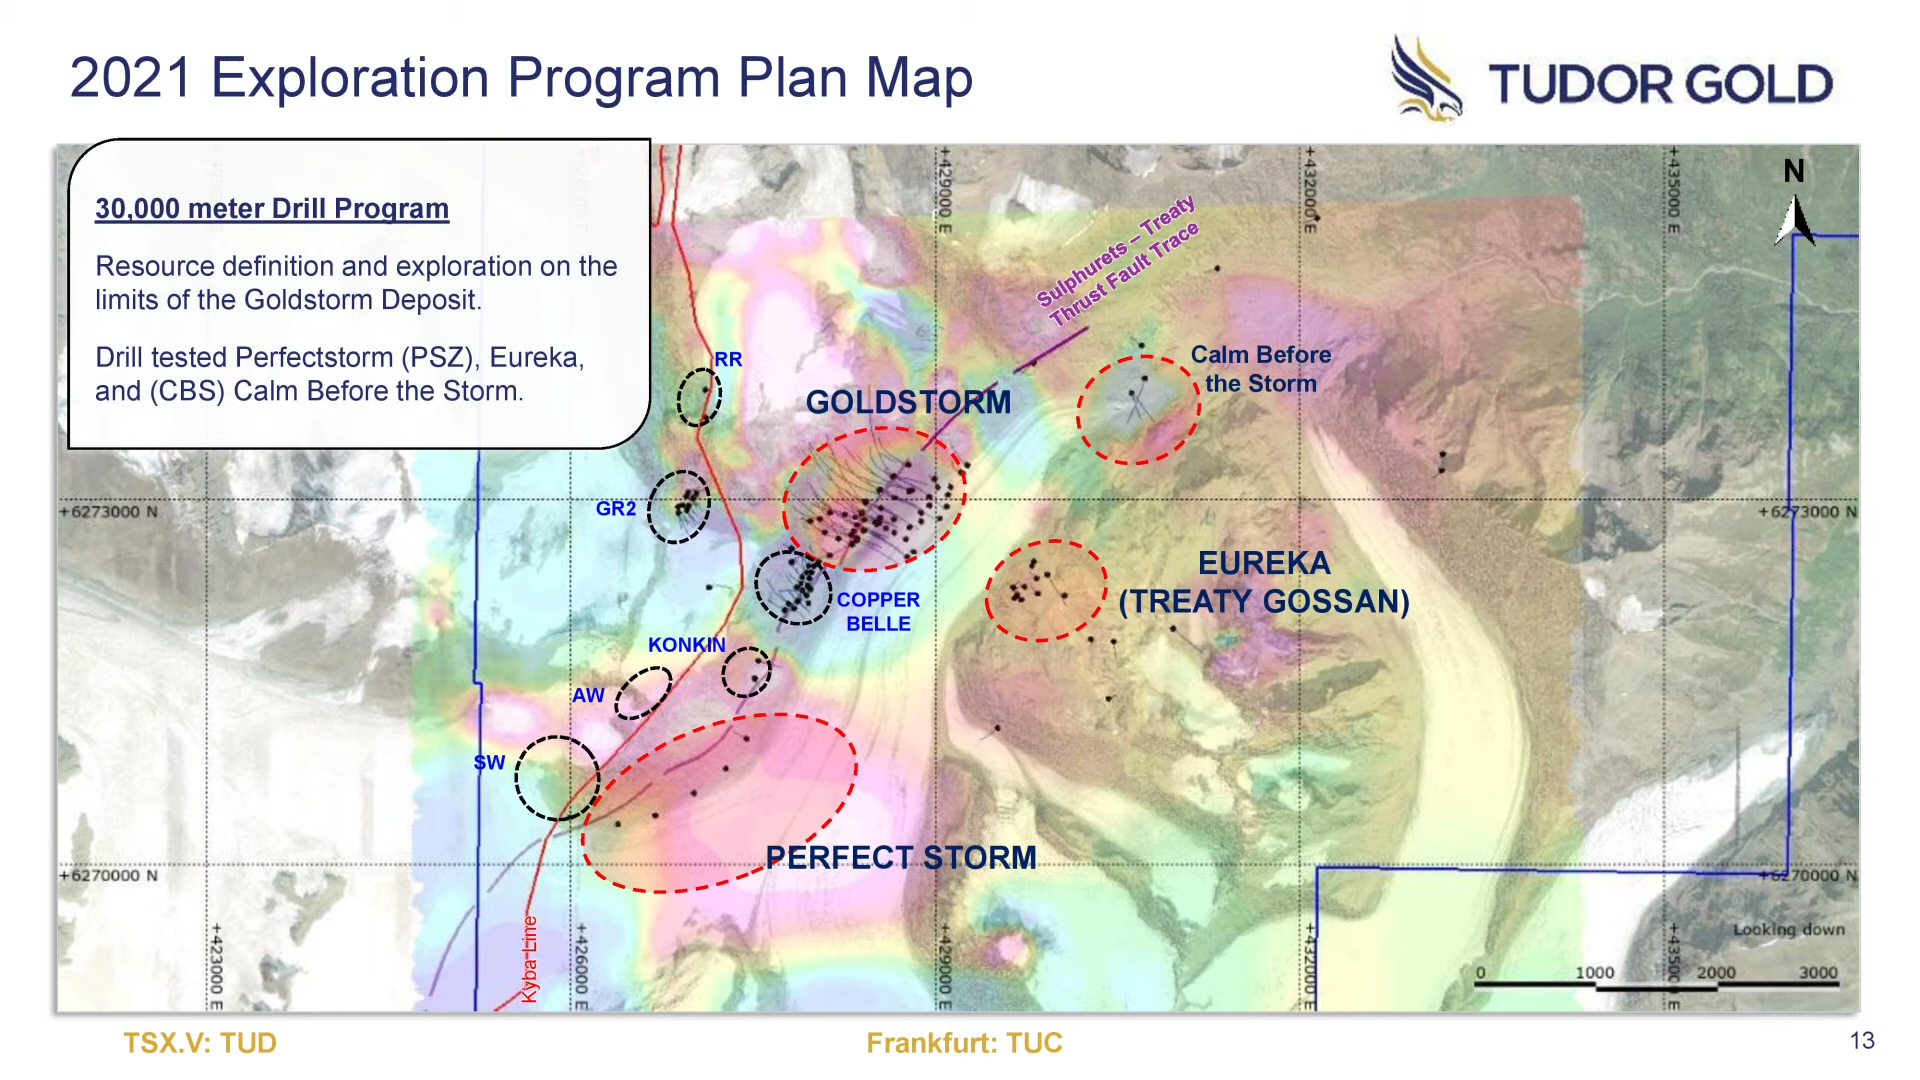 2021 Exploration Program Plan Map
TUDOR GOLD
30,000 meter Drill Program
Resource definition and exploration on the
limits of the Goldstorm Deposit.
Drill tested Perfectstorm (PSZ), Eureka,
and (CBS) Calm Before the Storm.
+429000 E
+432000 E
+435000 E
N
Sulphurets – Treaty
Thrust Fault Trace
RR
Calm Before
the Storm
GOLDSTORM
GR2
+6273000 N
+6273000 N
EUREKA
(TREATY GOSSAN)
COPPER
BELLE
KONKIN
AW
SW
PERFECT STORM
+6270000 N
+6270000 N
Kyba-Line
+423000 E
+426000 E
+429000 E
+432000 E
+435000 E
Looking down
0 1000 2000 3000
TSX.V: TUD
Frankfurt: TUC
13